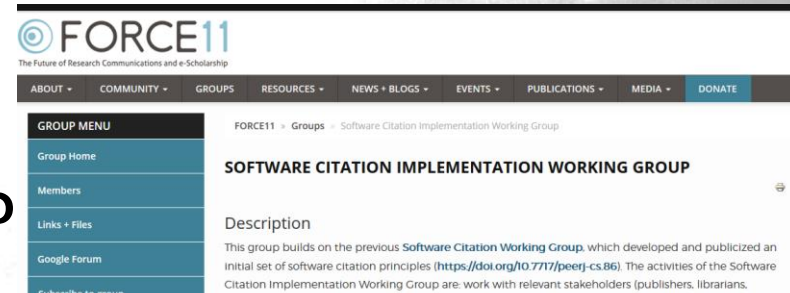 FORCE11
The Future of Research Communications and e-Scholarship
ABOUT COMMUNITY GROUPS RESOURCES NEWS + BLOGS EVENTS PUBLICATIONS MEDIA DONATE
GROUP MENU
Group Home
Members
Links + Files
Google Forum
Subscribe to group
FORCE11 » Groups » Software Citation Implementation Working Group
SOFTWARE CITATION IMPLEMENTATION WORKING GROUP
Description
This group builds on the previous Software Citation Working Group, which developed and publicized an
initial set of software citation principles (https://doi.org/10.7717/peerj-cs.86). The activities of the Software
Citation Implementation Working Group are: work with relevant stakeholders (publishers, librarians,